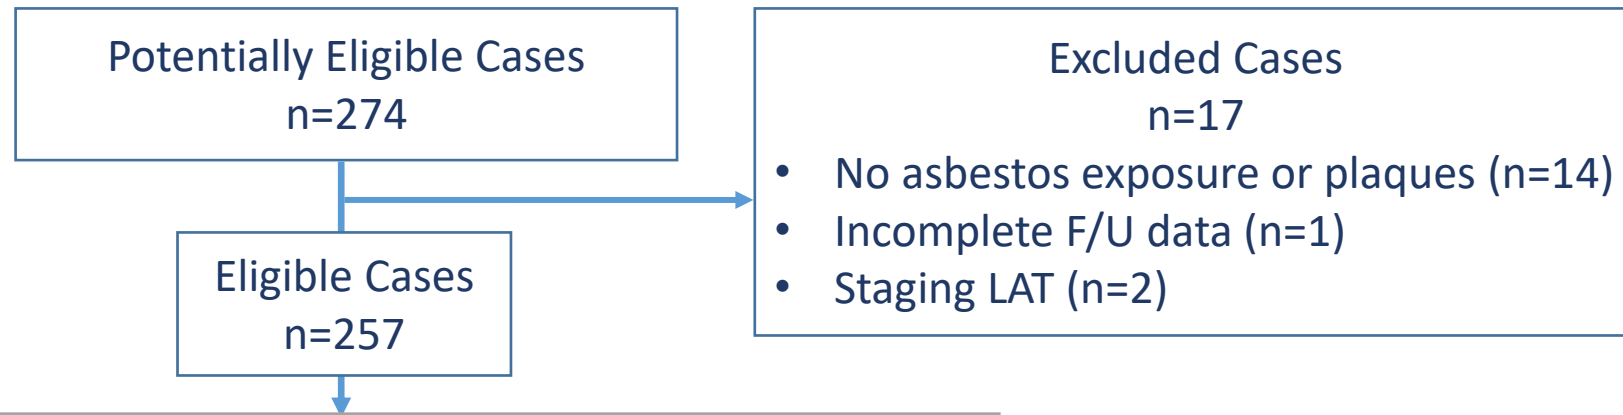 Potentially Eligible Cases
n=274
Excluded Cases
n=17
• No asbestos exposure or plaques (n=14)
• Incomplete F/U data (n=1)
• Staging LAT (n=2)
Eligible Cases
n=257